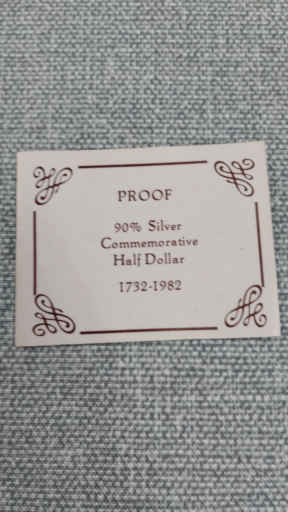 PROOF
90% Silver
Commemorative
Half Dollar
1732-1982